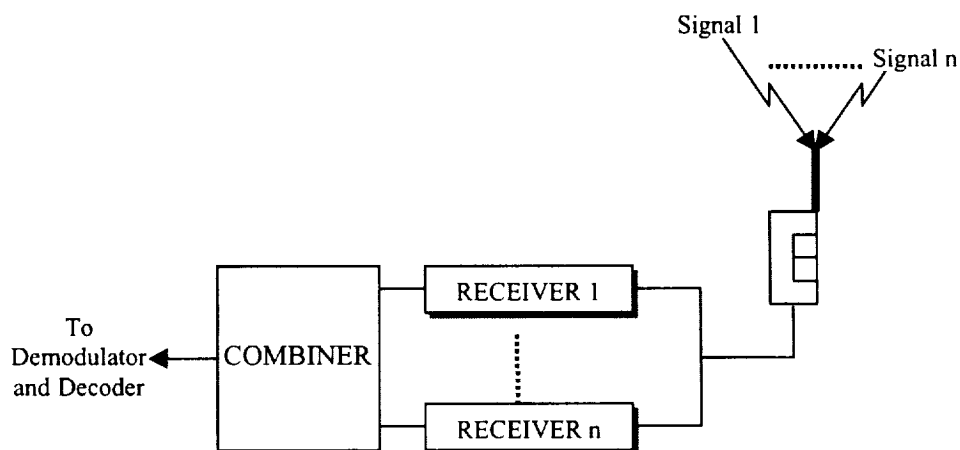 Signal 1
Signal n
RECEIVER 1
To
Demodulator
and Decoder
COMBINER
RECEIVER n